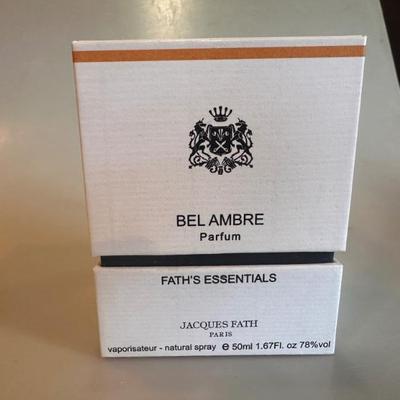 BEL AMBRE
Parfum
FATH'S ESSENTIALS
JACQUES FATH
PARIS
vaporisateur - natural spray ℮ 50ml 1.67Fl. oz 78%vol